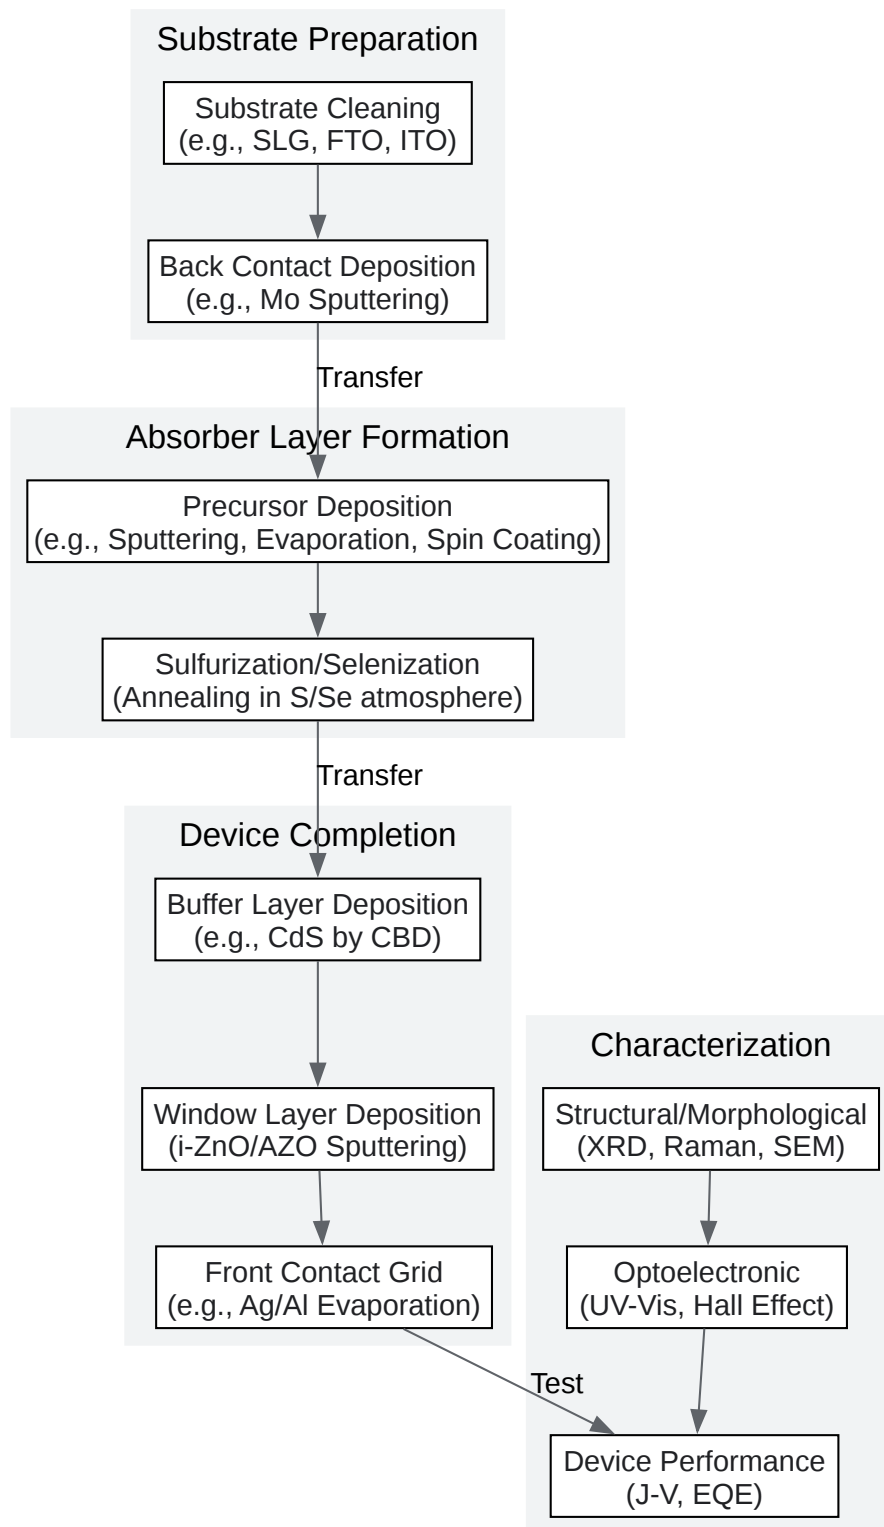 Substrate Preparation
Substrate Cleaning
(e.g., SLG, FTO, ITO)
Back Contact Deposition
(e.g., Mo Sputtering)
Transfer
Absorber Layer Formation
Precursor Deposition
(e.g., Sputtering, Evaporation, Spin Coating)
Sulfurization/Selenization
(Annealing in S/Se atmosphere)
Transfer
Device Completion
Buffer Layer Deposition
(e.g., CdS by CBD)
Window Layer Deposition
(i-ZnO/AZO Sputtering)
Front Contact Grid
(e.g., Ag/Al Evaporation)
Test
Characterization
Structural/Morphological
(XRD, Raman, SEM)
Optoelectronic
(UV-Vis, Hall Effect)
Device Performance
(J-V, EQE)